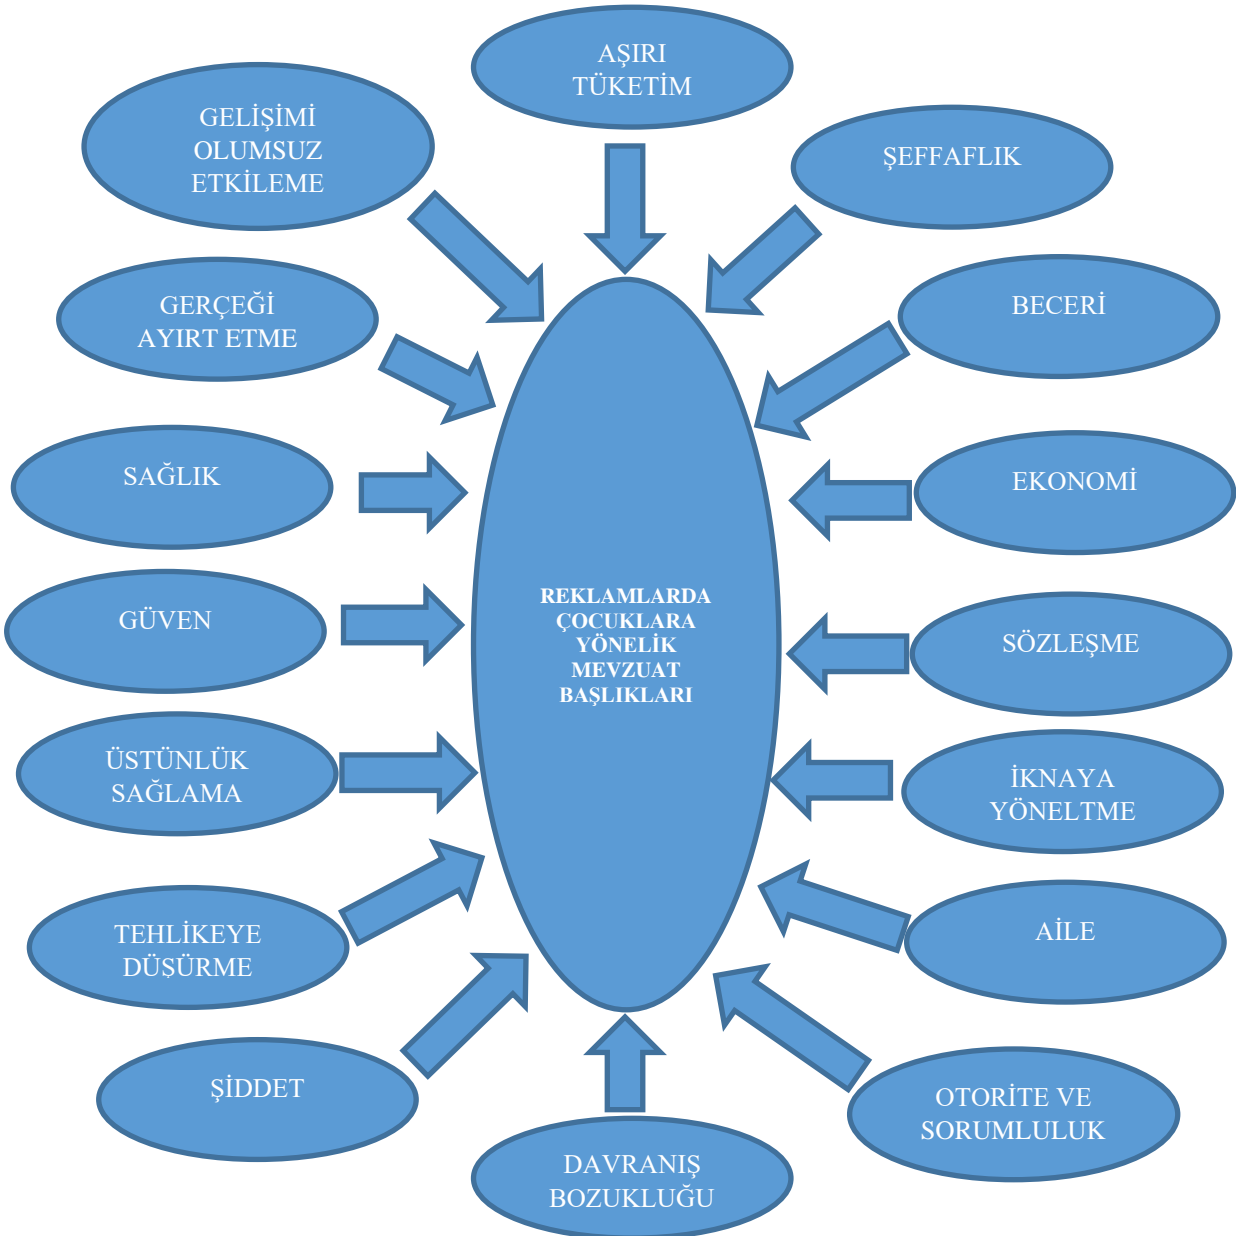 AŞIRI
TÜKETİM
GELİŞİMİ
OLUMSUZ
ETKİLEME
ŞEFFAFLIK
GERÇEĞİ
AYIRT ETME
BECERİ
SAĞLIK
EKONOMİ
REKLAMLARDA
ÇOCUKLARA
YÖNELİK
MEVZUAT
BAŞLIKLARI
GÜVEN
SÖZLEŞME
ÜSTÜNLÜK
SAĞLAMA
İKNAYA
YÖNELTME
TEHLİKEYE
DÜŞÜRME
AİLE
ŞİDDET
OTORİTE VE
SORUMLULUK
DAVRANIŞ
BOZUKLUĞU